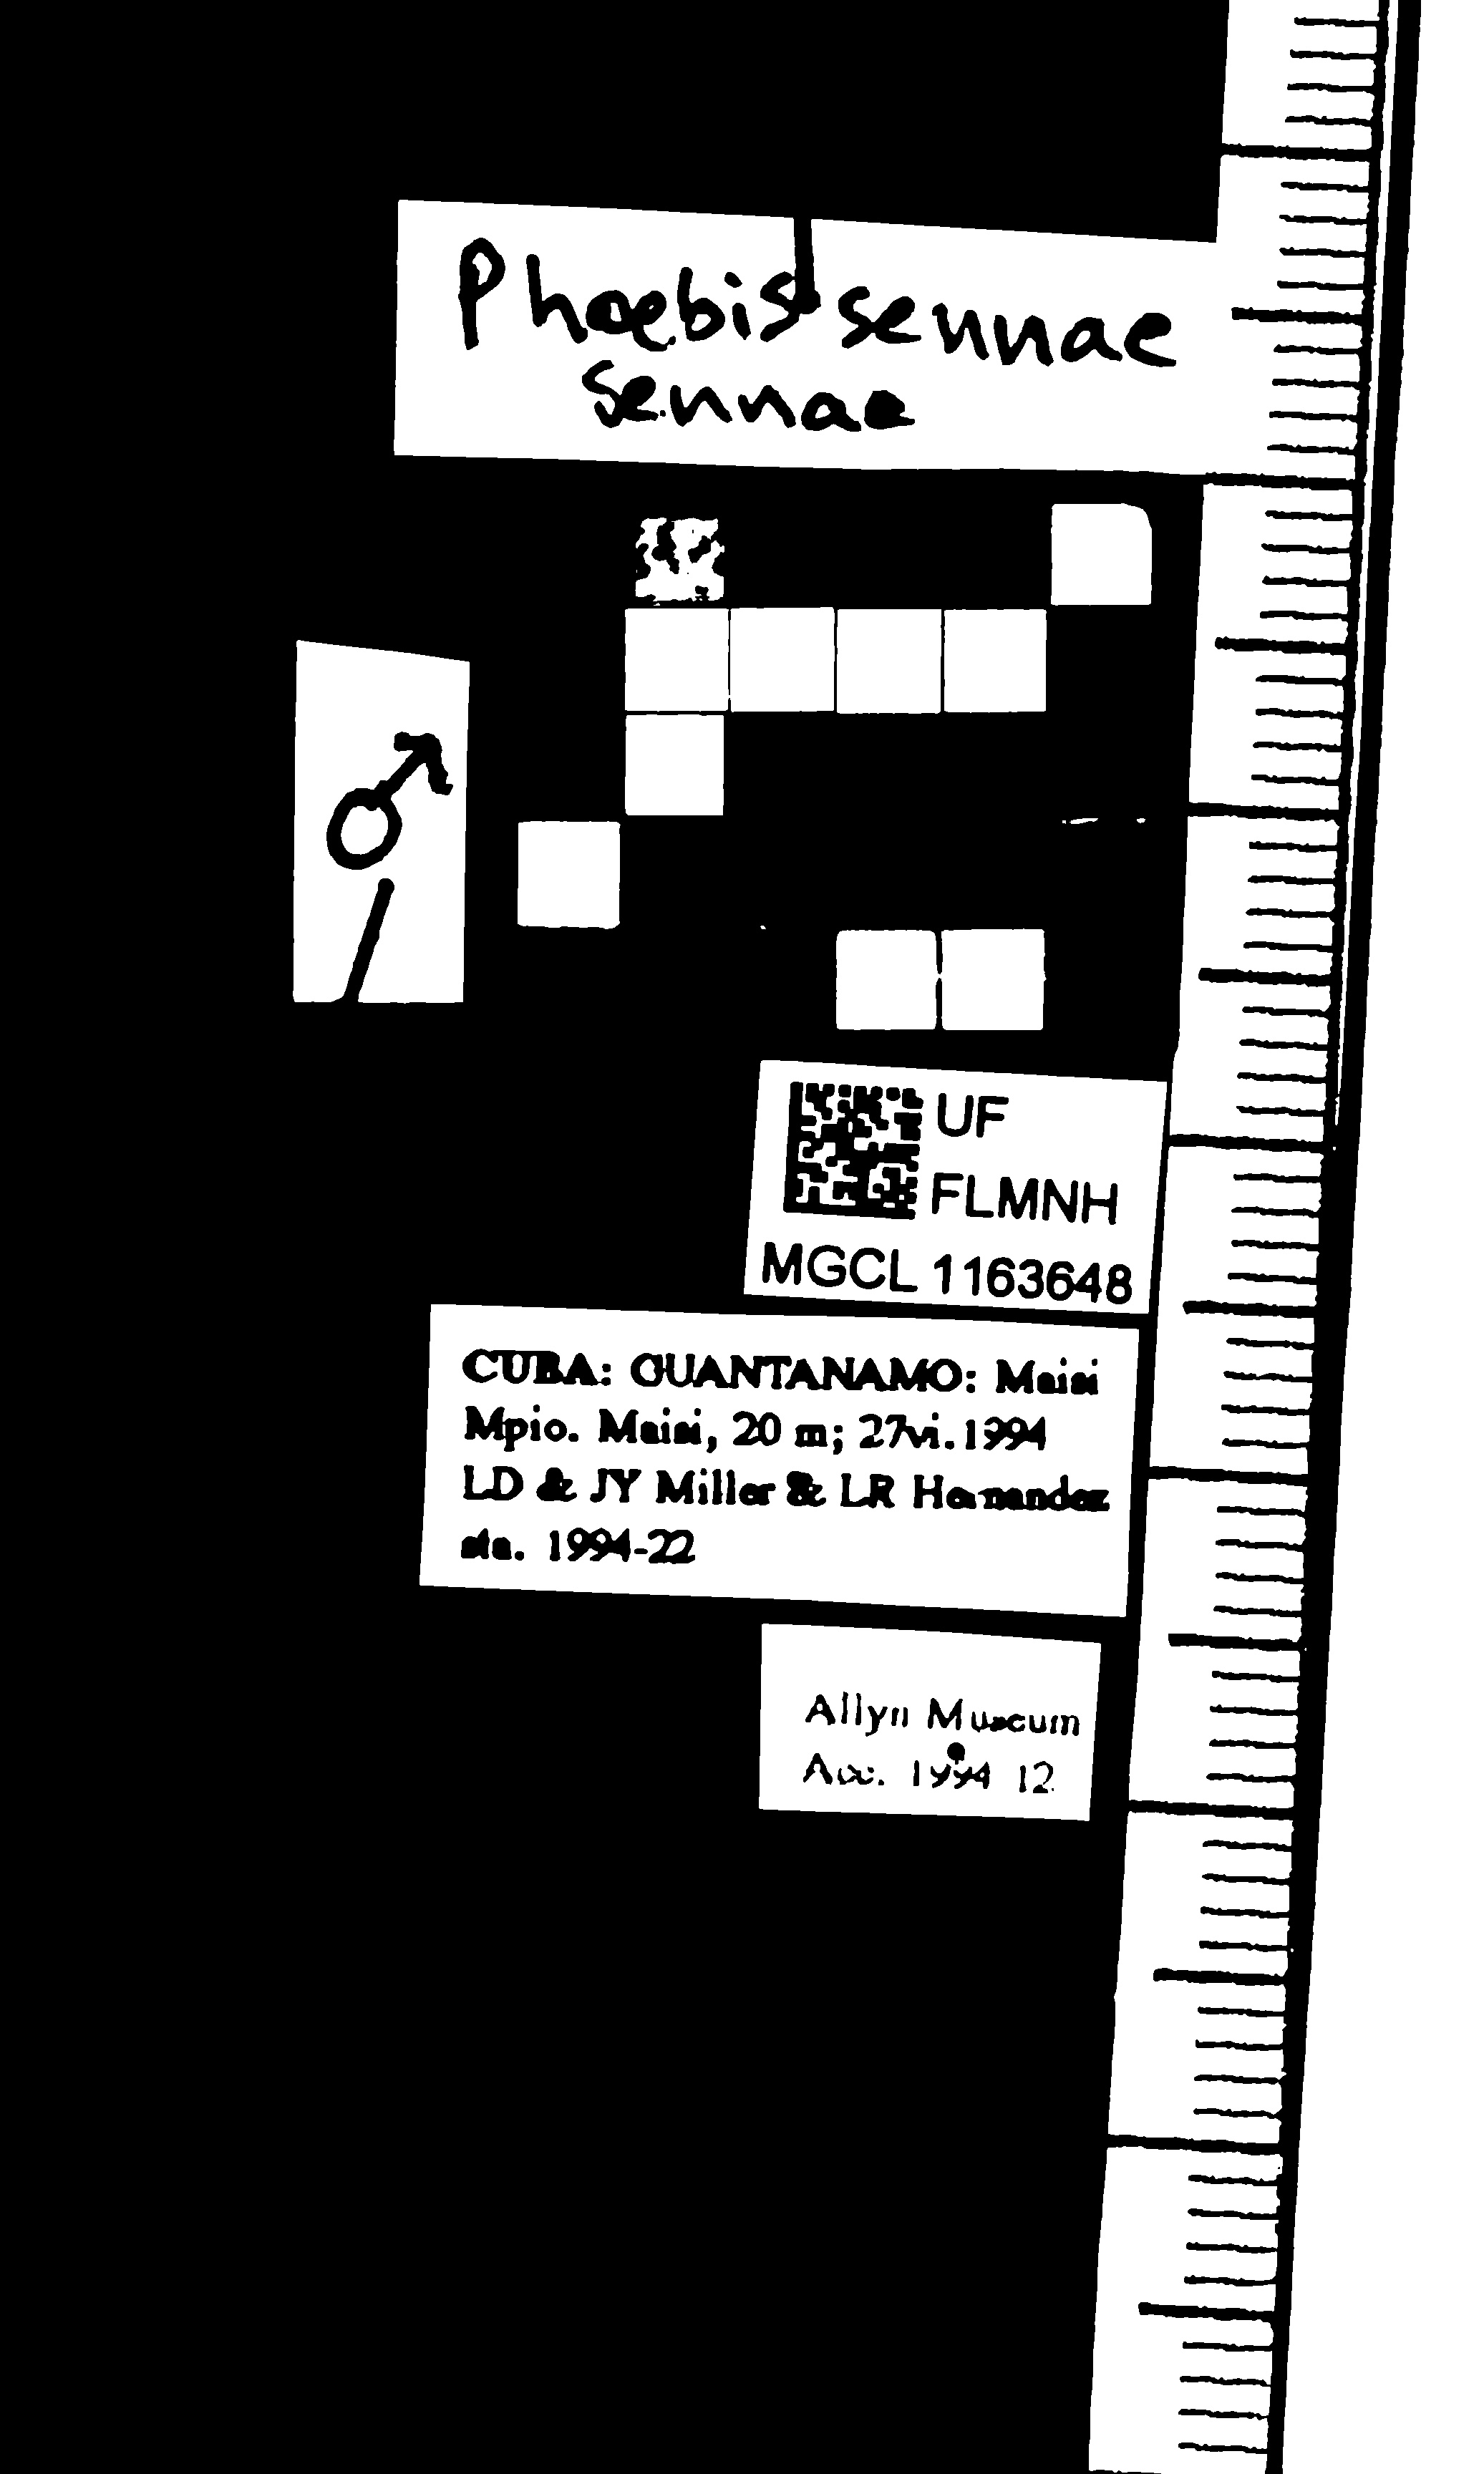 Phoebis sennae
sennae
♂
UF
FLMNH
MGCL 1163648
CUBA: GUANTANAMO: Maisi
Mpio. Maisi, 20 m; 27vi.1994
LD & JY Miller & LR Hernandez
sta. 1994-22
Allyn Museum
Acc. 1994 12